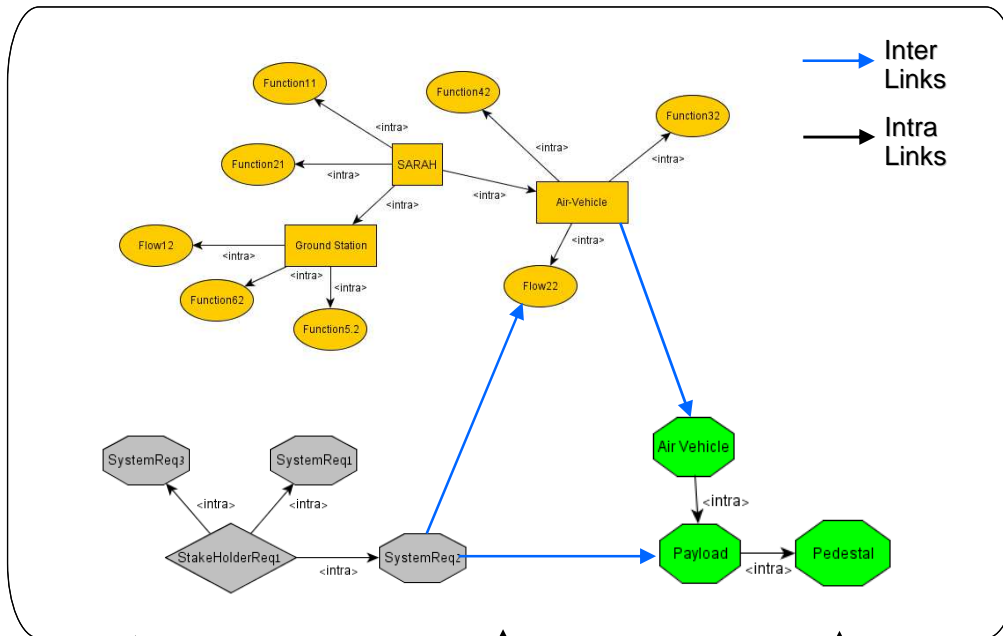 Inter
Links
Intra
Links
Function11
Function42
Function32
<intra>
<intra>
<intra>
Function21
<intra>
SARAH
<intra>
Air-Vehicle
<intra>
Flow12
<intra>
Ground Station
<intra>
<intra>
<intra>
Function62
Flow22
Function5.2
SystemReq3
SystemReq1
Air Vehicle
<intra>
<intra>
<intra>
StakeHolderReq1
<intra>
SystemReq2
Payload
<intra>
Pedestal